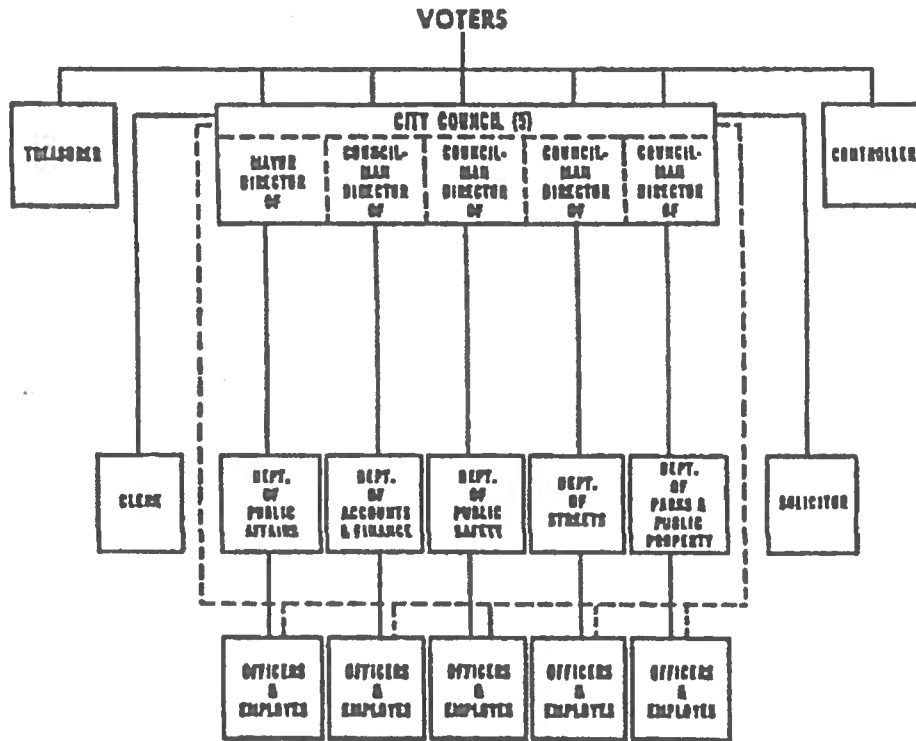 VOTERS
TREASURER
CITY COUNCIL (5)
CONTROLLER
MAYOR
DIRECTOR
OF
COUNCIL-
MAN
DIRECTOR
OF
COUNCIL-
MAN
DIRECTOR
OF
COUNCIL-
MAN
DIRECTOR
OF
COUNCIL-
MAN
DIRECTOR
OF
CLERK
DEPT.
OF
PUBLIC
AFFAIRS
DEPT.
OF
ACCOUNTS
& FINANCE
DEPT.
OF
PUBLIC
SAFETY
DEPT.
OF
STREETS
DEPT.
OF
PARKS &
PUBLIC
PROPERTY
SOLICITOR
OFFICERS
&
EMPLOYES
OFFICERS
&
EMPLOYES
OFFICERS
&
EMPLOYES
OFFICERS
&
EMPLOYES
OFFICERS
&
EMPLOYES